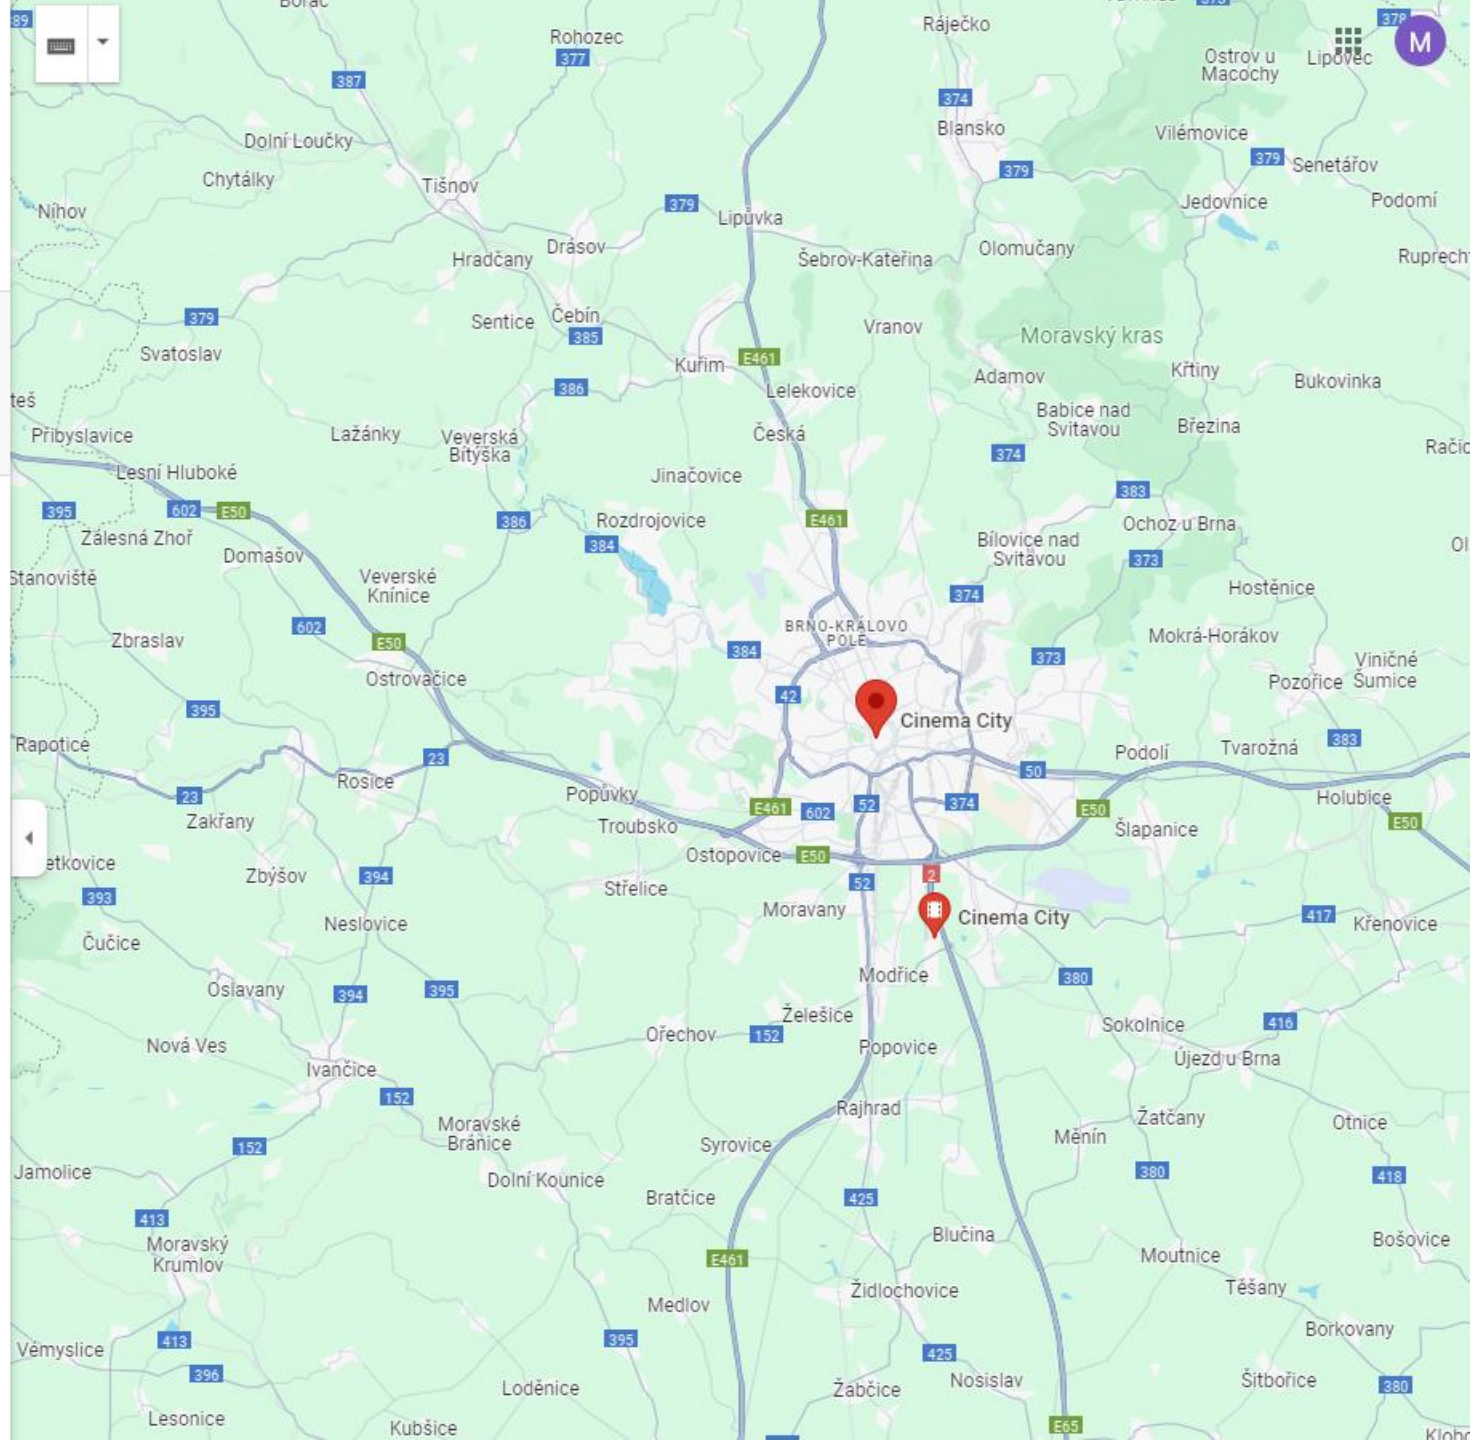 Borač
373
89
Rohozec
377
Ráječko
378
M
Ostrov u
Macochy
Lipovec
387
374
Blansko
Vilémovice
Dolní Loučky
379
Senetářov
Chytálky
Tišnov
379
Níhov
379
Lipůvka
Jedovnice
Podomí
Drásov
Hradčany
Šebrov-Kateřina
Olomučany
Ruprech
379
Sentice
Čebín
385
Vranov
Moravský kras
Svatoslav
Kuřim
E461
Adamov
Křtiny
Bukovinka
386
Lelekovice
teš
Přibyslavice
Lažánky
Veverská
Bítýška
Česká
Babice nad
Svitavou
Březina
Račic
Lesní Hluboké
Jinačovice
374
383
395
602
E50
386
Rozdrojovice
E461
Ochoz u Brna
Zálesná Zhoř
Domašov
384
Bílovice nad
Svitavou
373
Ol
Stanoviště
Veverské
Knínice
374
Hostěnice
602
BRNO-KRÁLOVO
POLE
Zbraslav
E50
384
373
Mokrá-Horákov
Viničné
Šumice
Ostrovačice
42
Pozořice
395
Cinema City
Rapotice
23
Podolí
Tvarožná
383
Rosice
50
23
Popůvky
E461
602
52
374
E50
Holubice
Zakřany
Troubsko
Šlapanice
E50
etkovice
Ostopovice
E50
Zbýšov
394
Střelice
52
2
393
Neslovice
Moravany
Cinema City
417
Křenovice
Čučice
Modřice
380
Oslavany
394
395
Želešice
Sokolnice
416
Nová Ves
Ořechov
152
Popovice
Újezd u Brna
Ivančice
152
Rajhrad
Moravské
Bránice
Žatčany
Otnice
152
Syrovice
Měnín
Jamolice
Dolní Kounice
380
418
Bratčice
425
413
Moravský
Krumlov
Blučina
Bošovice
E461
Moutnice
Medlov
Židlochovice
Těšany
413
395
Borkovany
Vémyslice
425
396
Loděnice
Žabčice
Nosislav
Šitbořice
380
Lesonice
Kubšice
E65
Klobo